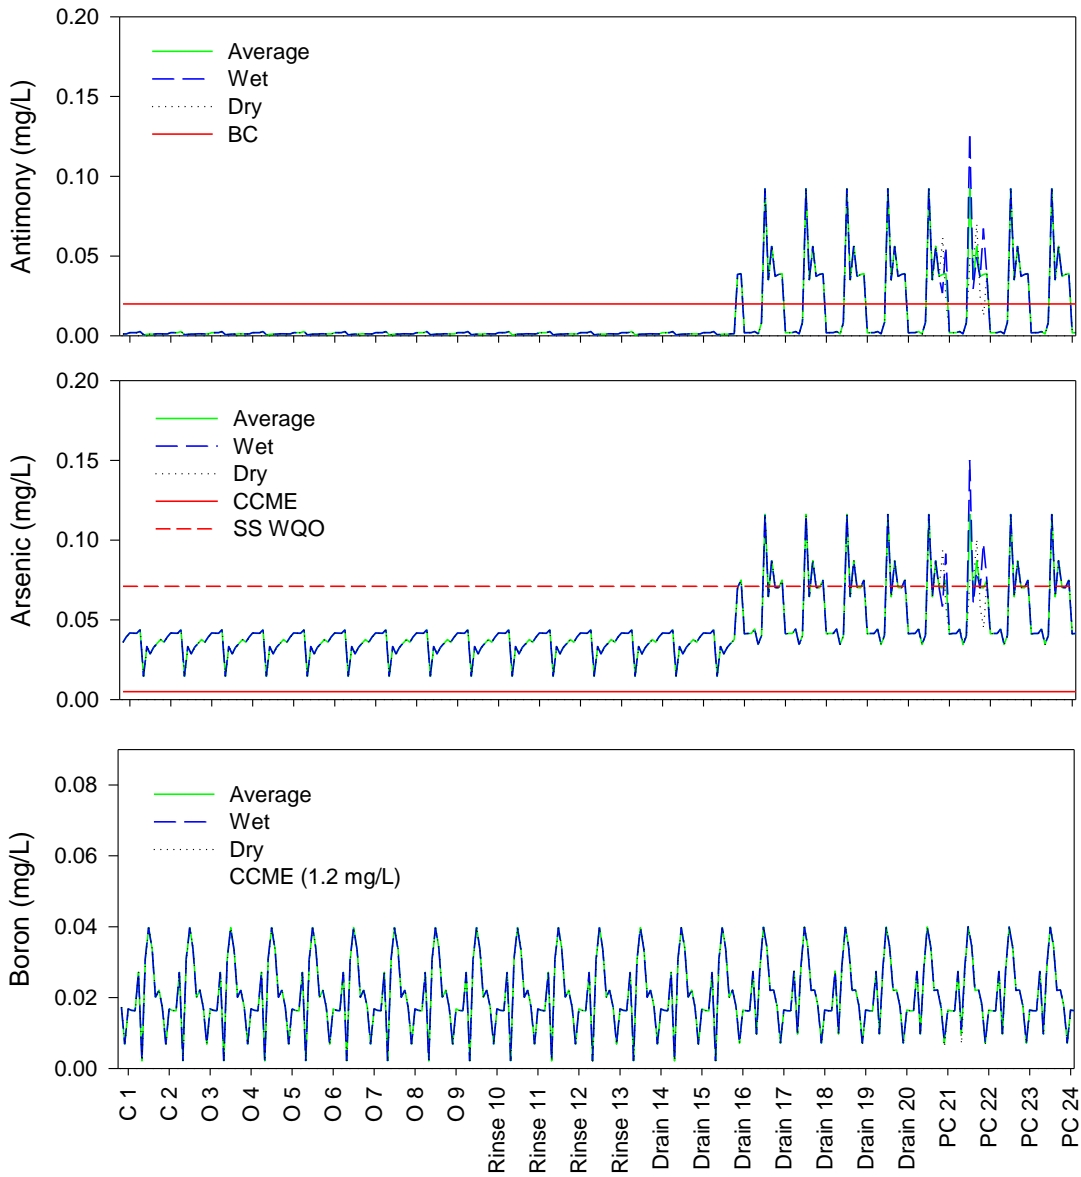 Antimony (mg/L)
0.20
0.15
0.10
0.05
0.00
Average
Wet
Dry
BC
Arsenic (mg/L)
0.20
0.15
0.10
0.05
0.00
Average
Wet
Dry
CCME
SS WQO
Boron (mg/L)
0.08
0.06
0.04
0.02
0.00
Average
Wet
Dry
CCME (1.2 mg/L)
C 1
C 2
O 3
O 4
O 5
O 6
O 7
O 8
O 9
Rinse 10
Rinse 11
Rinse 12
Rinse 13
Drain 14
Drain 15
Drain 16
Drain 17
Drain 18
Drain 19
Drain 20
PC 21
PC 22
PC 23
PC 24